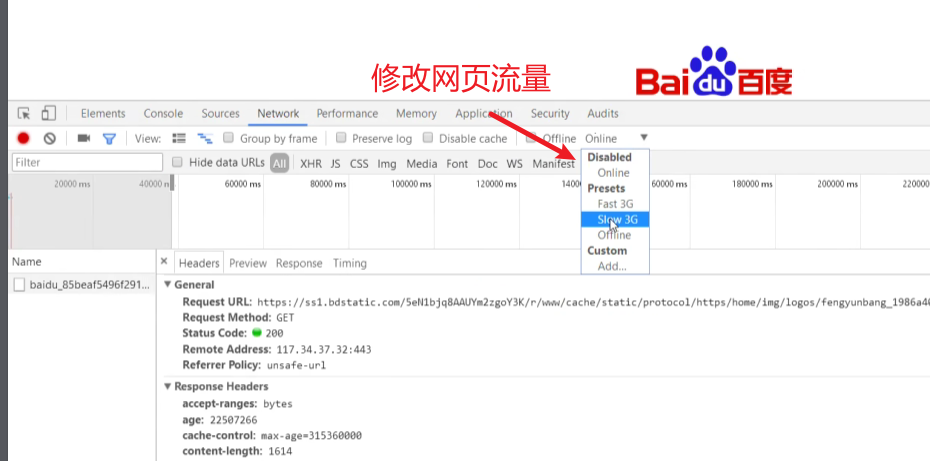 修改网页流量
Bai du 百度
Elements Console Sources Network Performance Memory Application Security Audits
View: Group by frame Preserve log Disable cache Offline Online
Filter Hide data URLs All XHR JS CSS Img Media Font Doc WS Manifest
Disabled
Online
Presets
Fast 3G
Slow 3G
Offline
Custom
Add...
20000 ms 40000 60000 ms 80000 ms 100000 ms 120000 ms 1400 60000 ms 180000 ms 200000 ms 220000
Name
baidu_85beaf5496f291...
× Headers Preview Response Timing
▼ General
Request URL: https://ss1.bdstatic.com/5eN1bjq8AAUYm2zgoY3K/r/www/cache/static/protocol/https/home/img/logos/fengyunbang_1986a40
Request Method: GET
Status Code: 200
Remote Address: 117.34.37.32:443
Referrer Policy: unsafe-url
▼ Response Headers
accept-ranges: bytes
age: 22507266
cache-control: max-age=315360000
content-length: 1614